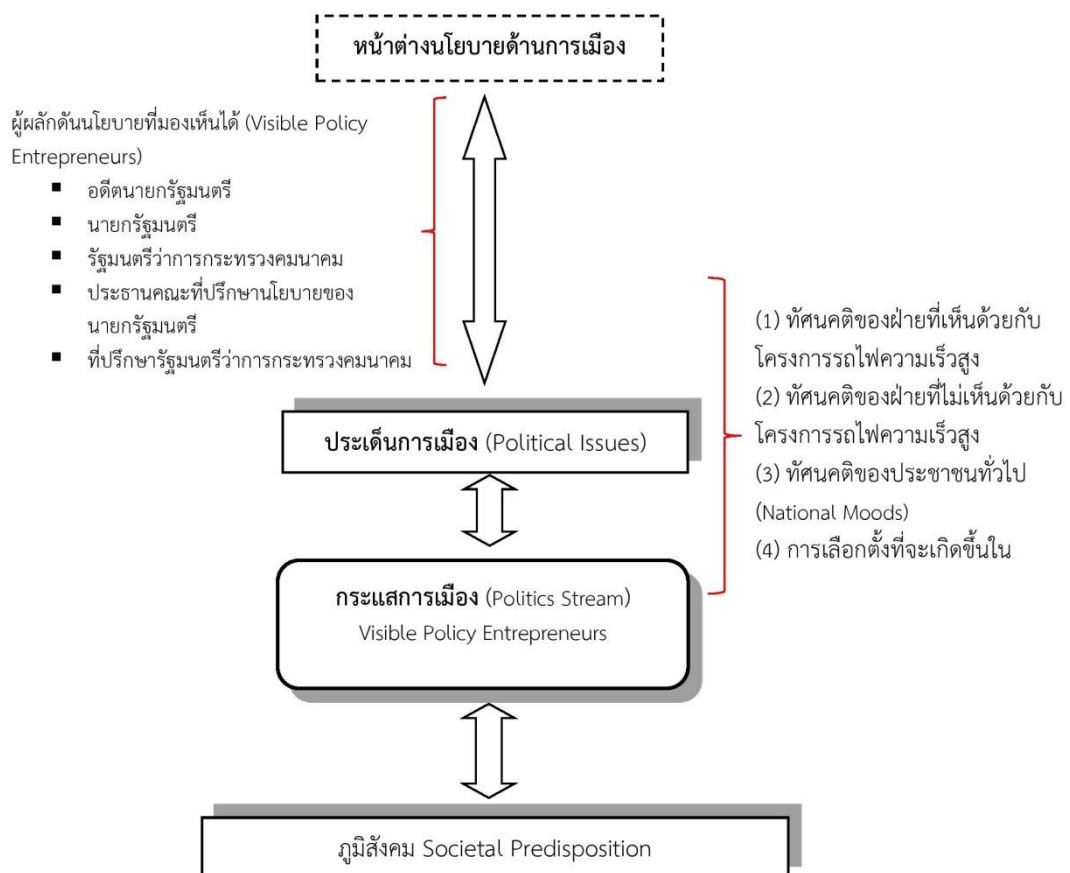 หน้าต่างนโยบายด้านการเมือง
ผู้ผลักดันนโยบายที่มองเห็นได้ (Visible Policy
Entrepreneurs)
▪ อดีตนายกรัฐมนตรี
▪ นายกรัฐมนตรี
▪ รัฐมนตรีว่าการกระทรวงคมนาคม
▪ ประธานคณะที่ปรึกษานโยบายของ
นายกรัฐมนตรี
▪ ที่ปรึกษารัฐมนตรีว่าการกระทรวงคมนาคม
(1) ทัศนคติของฝ่ายที่เห็นด้วยกับ
โครงการรถไฟความเร็วสูง
(2) ทัศนคติของฝ่ายที่ไม่เห็นด้วยกับ
โครงการรถไฟความเร็วสูง
(3) ทัศนคติของประชาชนทั่วไป
(National Moods)
(4) การเลือกตั้งที่จะเกิดขึ้นใน
ประเด็นการเมือง (Political Issues)
กระแสการเมือง (Politics Stream)
Visible Policy Entrepreneurs
ภูมิสังคม Societal Predisposition